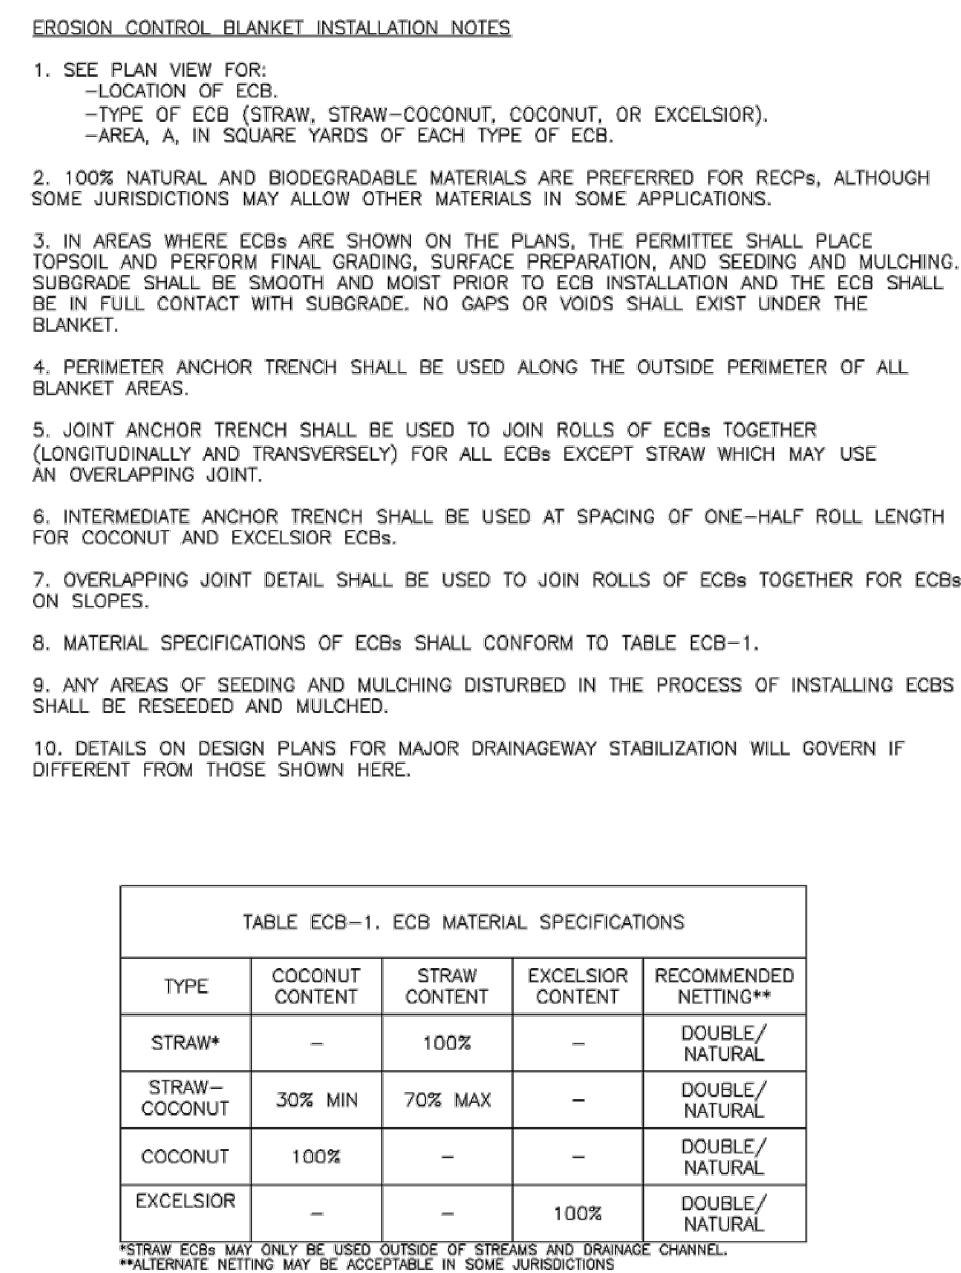 EROSION CONTROL BLANKET INSTALLATION NOTES
1. SEE PLAN VIEW FOR:
-LOCATION OF ECB.
-TYPE OF ECB (STRAW, STRAW-COCONUT, COCONUT, OR EXCELSIOR).
-AREA, A, IN SQUARE YARDS OF EACH TYPE OF ECB.
2. 100% NATURAL AND BIODEGRADABLE MATERIALS ARE PREFERRED FOR RECPs, ALTHOUGH
SOME JURISDICTIONS MAY ALLOW OTHER MATERIALS IN SOME APPLICATIONS.
3. IN AREAS WHERE ECBs ARE SHOWN ON THE PLANS, THE PERMITTEE SHALL PLACE
TOPSOIL AND PERFORM FINAL GRADING, SURFACE PREPARATION, AND SEEDING AND MULCHING.
SUBGRADE SHALL BE SMOOTH AND MOIST PRIOR TO ECB INSTALLATION AND THE ECB SHALL
BE IN FULL CONTACT WITH SUBGRADE. NO GAPS OR VOIDS SHALL EXIST UNDER THE
BLANKET.
4. PERIMETER ANCHOR TRENCH SHALL BE USED ALONG THE OUTSIDE PERIMETER OF ALL
BLANKET AREAS.
5. JOINT ANCHOR TRENCH SHALL BE USED TO JOIN ROLLS OF ECBs TOGETHER
(LONGITUDINALLY AND TRANSVERSELY) FOR ALL ECBs EXCEPT STRAW WHICH MAY USE
AN OVERLAPPING JOINT.
6. INTERMEDIATE ANCHOR TRENCH SHALL BE USED AT SPACING OF ONE-HALF ROLL LENGTH
FOR COCONUT AND EXCELSIOR ECBs.
7. OVERLAPPING JOINT DETAIL SHALL BE USED TO JOIN ROLLS OF ECBs TOGETHER FOR ECBs
ON SLOPES.
8. MATERIAL SPECIFICATIONS OF ECBs SHALL CONFORM TO TABLE ECB-1.
9. ANY AREAS OF SEEDING AND MULCHING DISTURBED IN THE PROCESS OF INSTALLING ECBS
SHALL BE RESEEDED AND MULCHED.
10. DETAILS ON DESIGN PLANS FOR MAJOR DRAINAGEWAY STABILIZATION WILL GOVERN IF
DIFFERENT FROM THOSE SHOWN HERE.
TABLE ECB-1. ECB MATERIAL SPECIFICATIONS
TYPE
COCONUT
CONTENT
STRAW
CONTENT
EXCELSIOR
CONTENT
RECOMMENDED
NETTING**
STRAW*
-
100%
-
DOUBLE/
NATURAL
STRAW-
COCONUT
30% MIN
70% MAX
-
DOUBLE/
NATURAL
COCONUT
100%
-
-
DOUBLE/
NATURAL
EXCELSIOR
-
-
100%
DOUBLE/
NATURAL
*STRAW ECBs MAY ONLY BE USED OUTSIDE OF STREAMS AND DRAINAGE CHANNEL.
**ALTERNATE NETTING MAY BE ACCEPTABLE IN SOME JURISDICTIONS